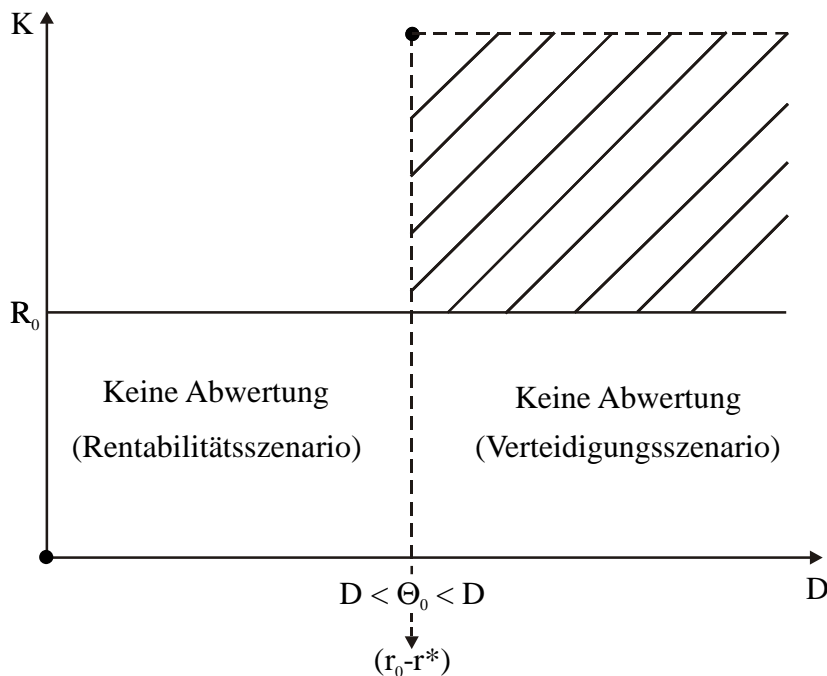 K
R₀
Keine Abwertung
(Rentabilitätsszenario)
Keine Abwertung
(Verteidigungsszenario)
D
D < Θ₀ < D
(r₀-r*)